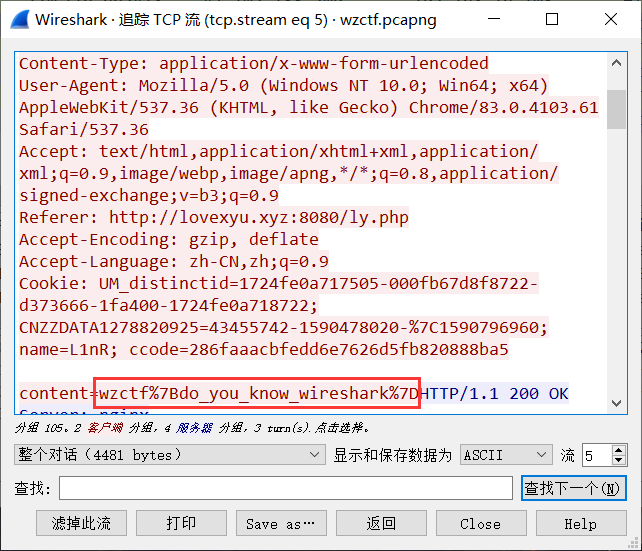 Wireshark · 追踪 TCP 流 (tcp.stream eq 5) · wzctf.pcapng
Content-Type: application/x-www-form-urlencoded
User-Agent: Mozilla/5.0 (Windows NT 10.0; Win64; x64)
AppleWebKit/537.36 (KHTML, like Gecko) Chrome/83.0.4103.61
Safari/537.36
Accept: text/html,application/xhtml+xml,application/
xml;q=0.9,image/webp,image/apng,*/*;q=0.8,application/
signed-exchange;v=b3;q=0.9
Referer: http://lovexyu.xyz:8080/ly.php
Accept-Encoding: gzip, deflate
Accept-Language: zh-CN,zh;q=0.9
Cookie: UM_distinctid=1724fe0a717505-000fb67d8f8722-
d373666-1fa400-1724fe0a718722;
CNZZDATA1278820925=43455742-1590478020-%7C1590796960;
name=L1nR; ccode=286faaacbfedd6e7626d5fb820888ba5
content=wzctf%7Bdo_you_know_wireshark%7DHTTP/1.1 200 OK
Server: nginx
分组 105。2 客户端 分组，4 服务器 分组，3 turn(s).点击选择。
整个对话（4481 bytes） 显示和保存数据为 ASCII 流 5
查找: 查找下一个(N)
滤掉此流 打印 Save as… 返回 Close Help